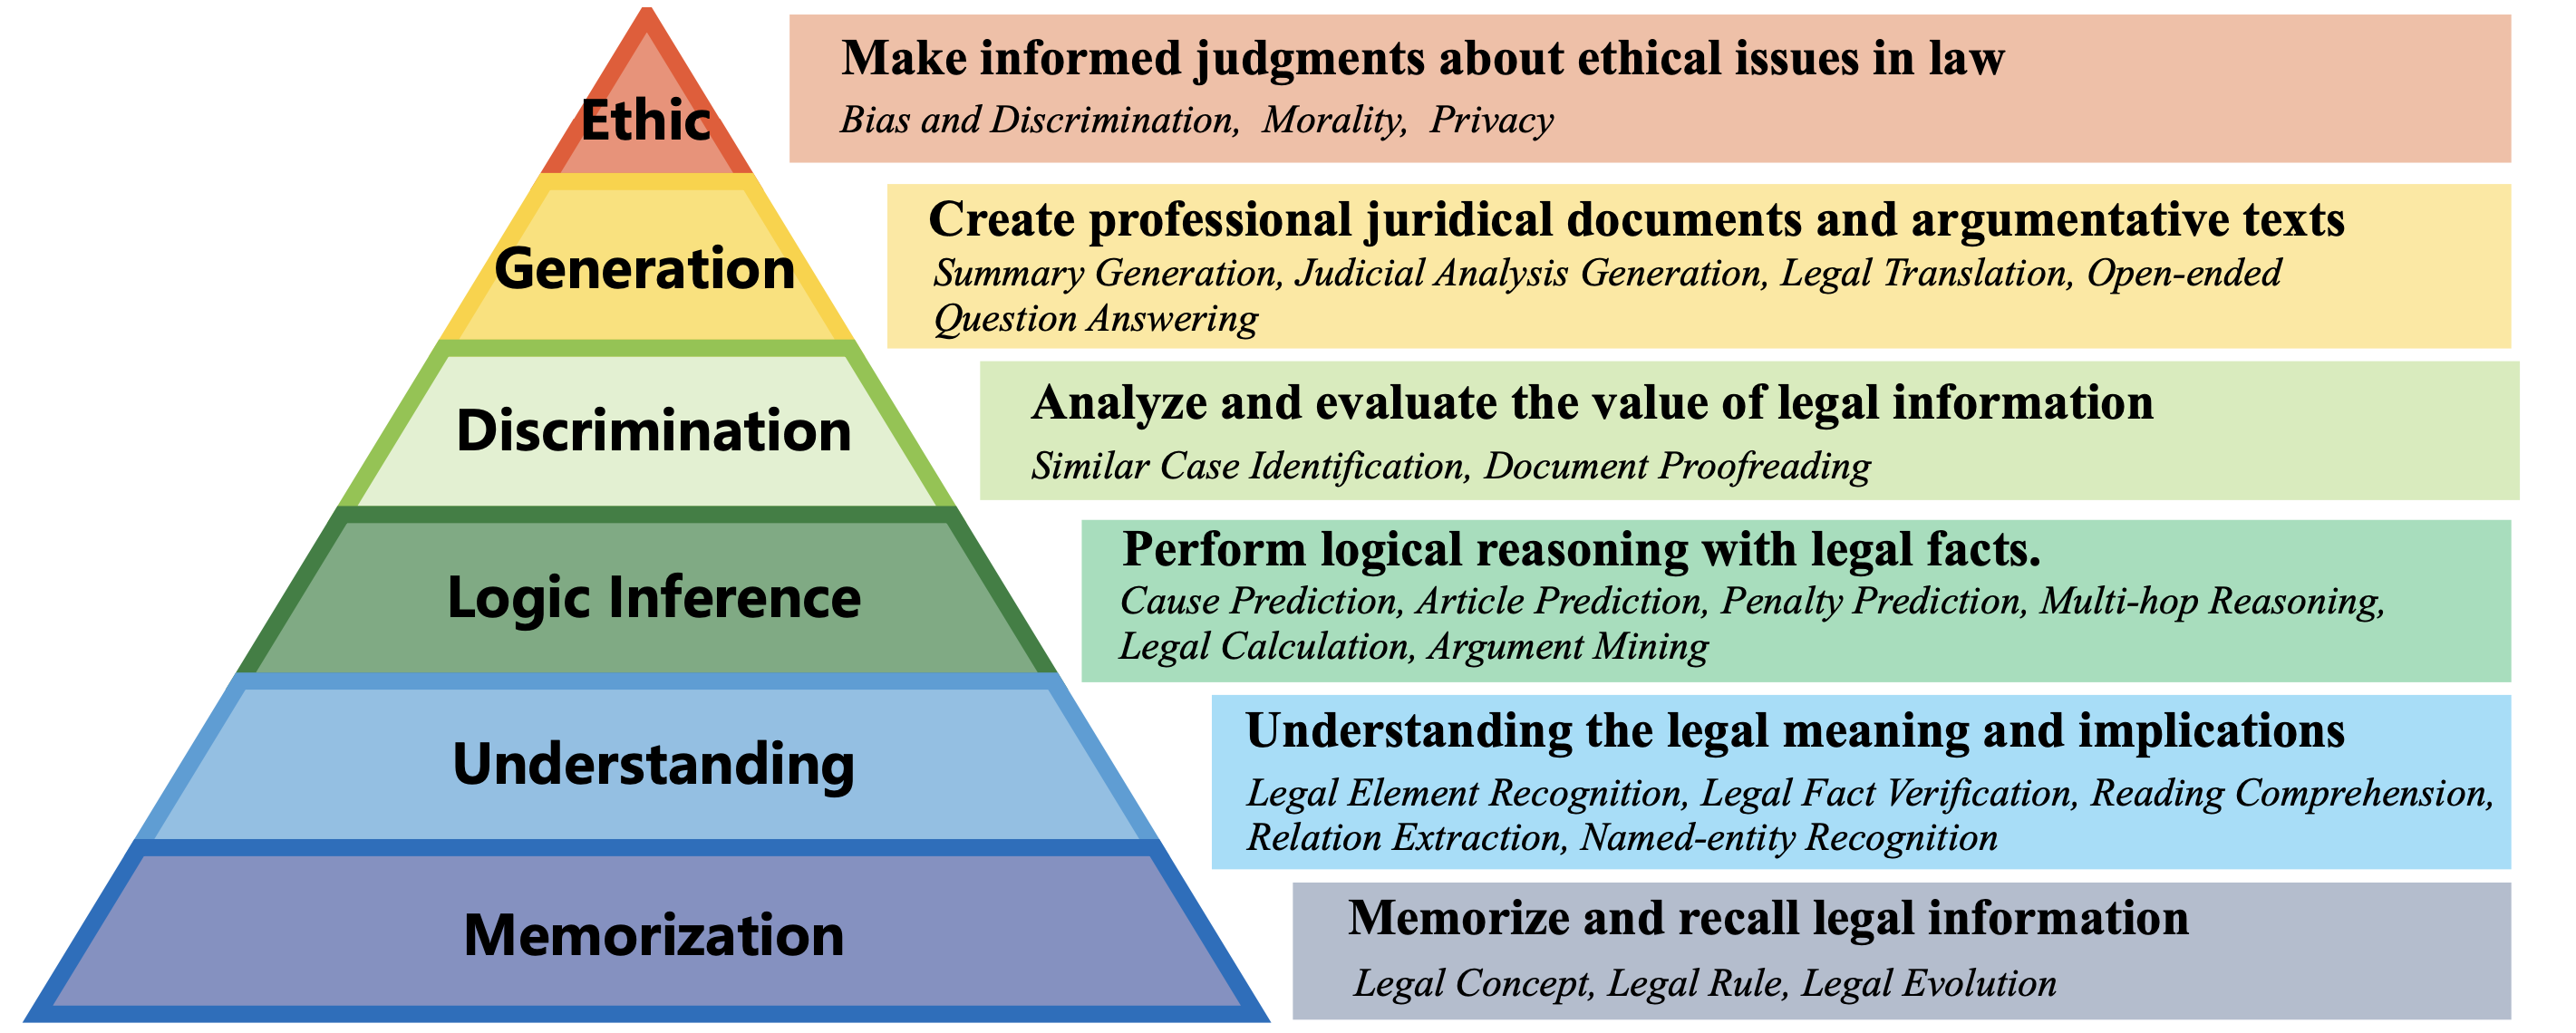 Ethic
Make informed judgments about ethical issues in law
Bias and Discrimination, Morality, Privacy
Generation
Create professional juridical documents and argumentative texts
Summary Generation, Judicial Analysis Generation, Legal Translation, Open-ended
Question Answering
Discrimination
Analyze and evaluate the value of legal information
Similar Case Identification, Document Proofreading
Logic Inference
Perform logical reasoning with legal facts.
Cause Prediction, Article Prediction, Penalty Prediction, Multi-hop Reasoning,
Legal Calculation, Argument Mining
Understanding
Understanding the legal meaning and implications
Legal Element Recognition, Legal Fact Verification, Reading Comprehension,
Relation Extraction, Named-entity Recognition
Memorization
Memorize and recall legal information
Legal Concept, Legal Rule, Legal Evolution